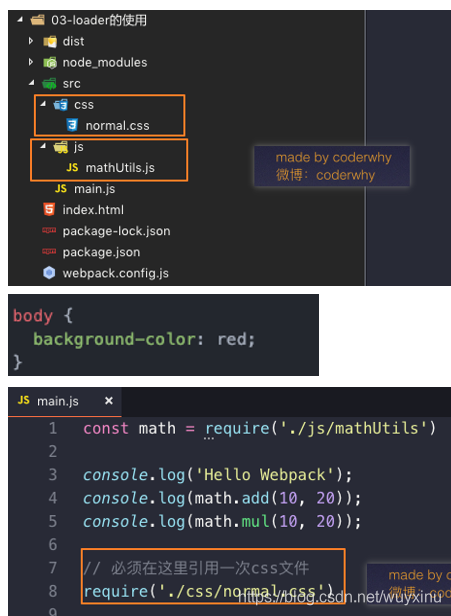 03-loader的使用
dist
node_modules
src
css
normal.css
js
JS mathUtils.js
JS main.js
index.html
package-lock.json
package.json
webpack.config.js
made by coderwhy
微博：coderwhy
body {
background-color: red;
}
JS main.js ×
1 const math = require('./js/mathUtils')
2
3 console.log('Hello Webpack');
4 console.log(math.add(10, 20));
5 console.log(math.mul(10, 20));
6
7 // 必须在这里引用一次css文件
8 require('./css/normal.css')
9
made by c
微博：coderw
https://blog.csdn.net/wuyxinu